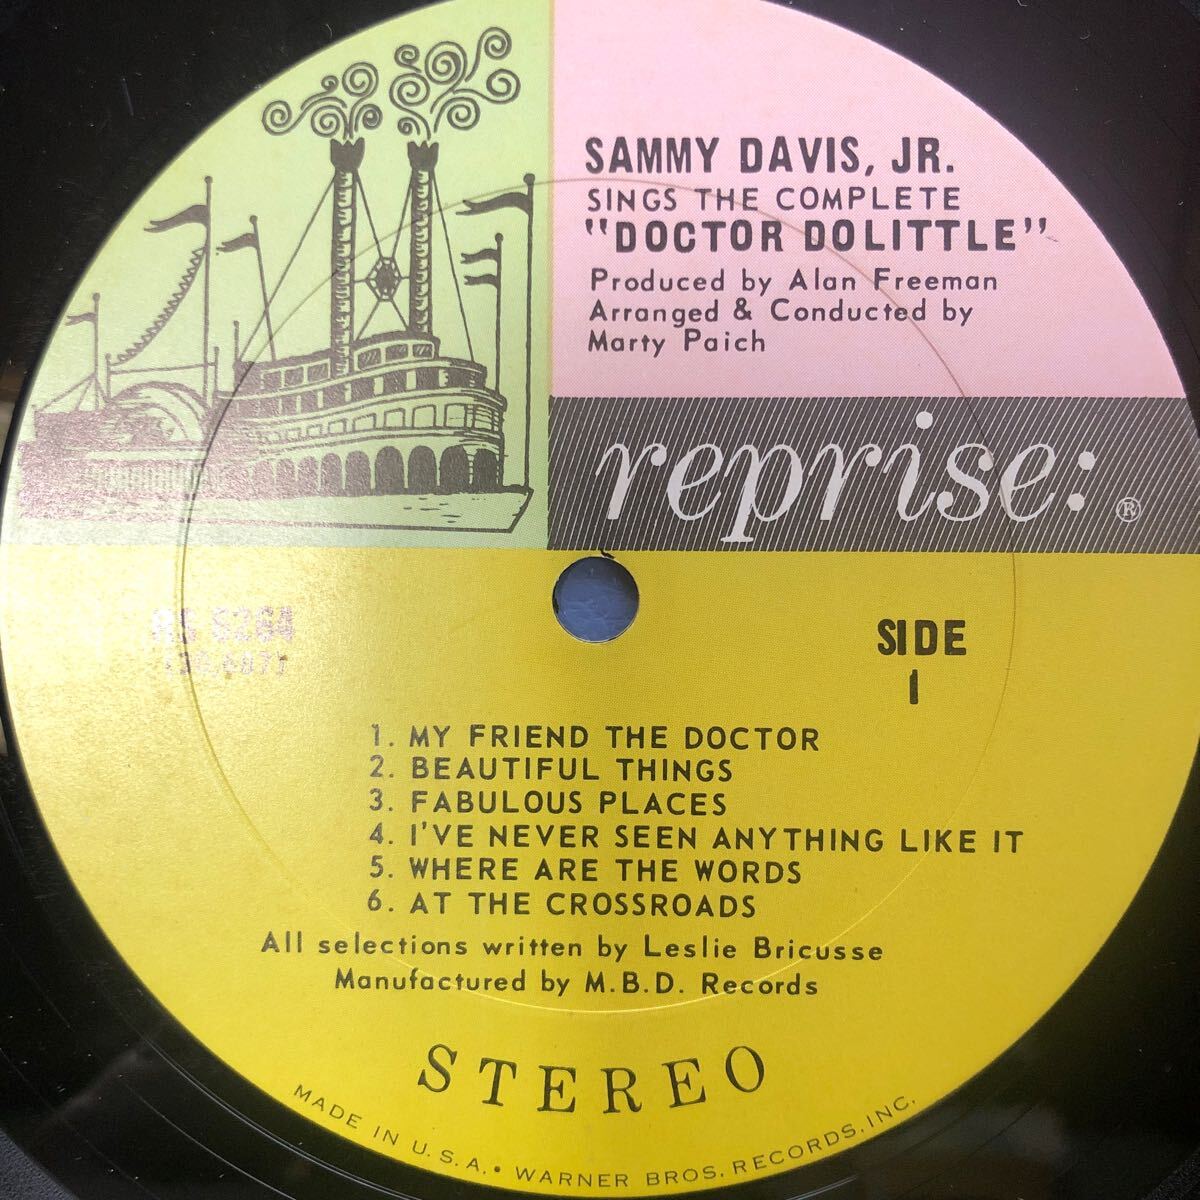 SAMMY DAVIS, JR.
SINGS THE COMPLETE
"DOCTOR DOLITTLE"
Produced by Alan Freeman
Arranged & Conducted by
Marty Paich
reprise: ®
RS 6264
SIDE
1
1. MY FRIEND THE DOCTOR
2. BEAUTIFUL THINGS
3. FABULOUS PLACES
4. I'VE NEVER SEEN ANYTHING LIKE IT
5. WHERE ARE THE WORDS
6. AT THE CROSSROADS
All selections written by Leslie Bricusse
Manufactured by M.B.D. Records
STEREO
MADE IN U.S.A. • WARNER BROS. RECORDS, INC.